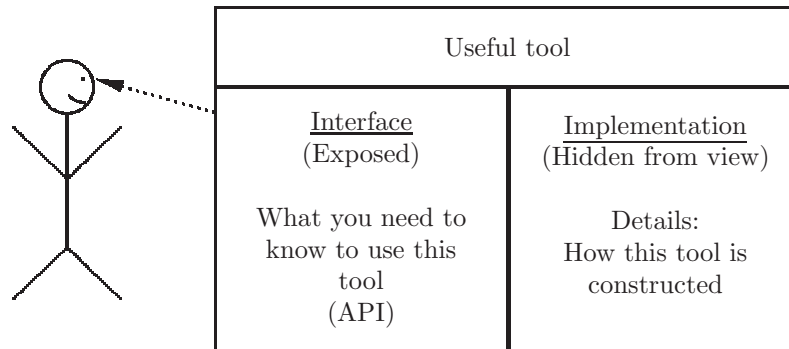 Useful tool
Interface
(Exposed)
What you need to
know to use this
tool
(API)
Implementation
(Hidden from view)
Details:
How this tool is
constructed